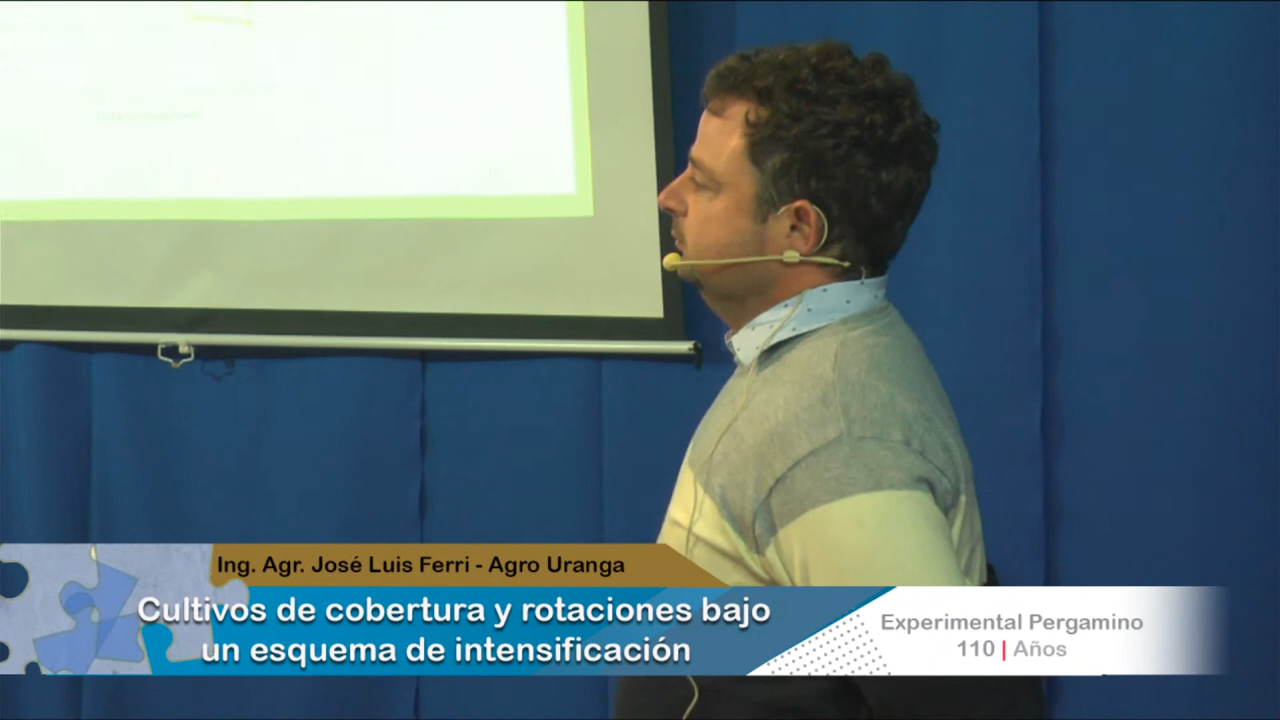 Ing. Agr. José Luis Ferri - Agro Uranga
Cultivos de cobertura y rotaciones bajo
un esquema de intensificación
Experimental Pergamino
110 | Años